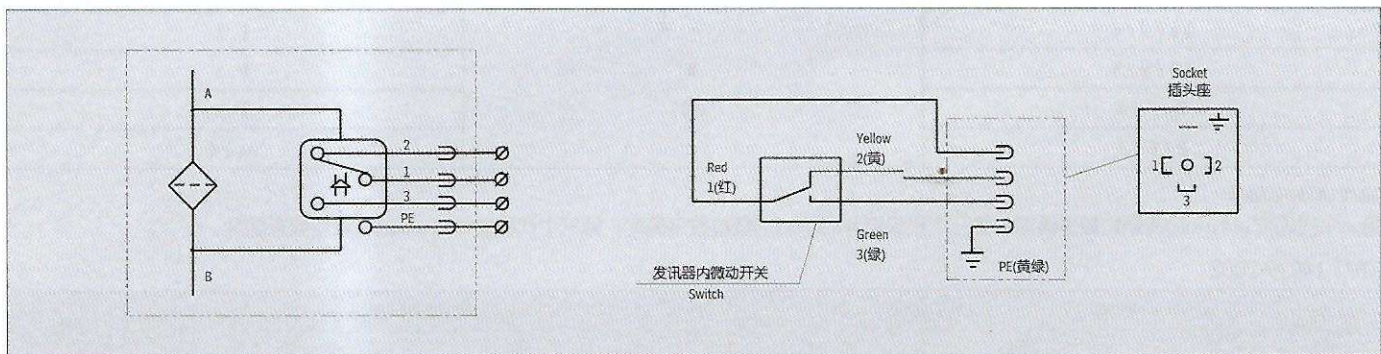 A
2
1
3
PE
B
Red
1(红)
Yellow
2(黄)
Green
3(绿)
PE(黄绿)
发讯器内微动开关
Switch
Socket
插头座
1
2
3